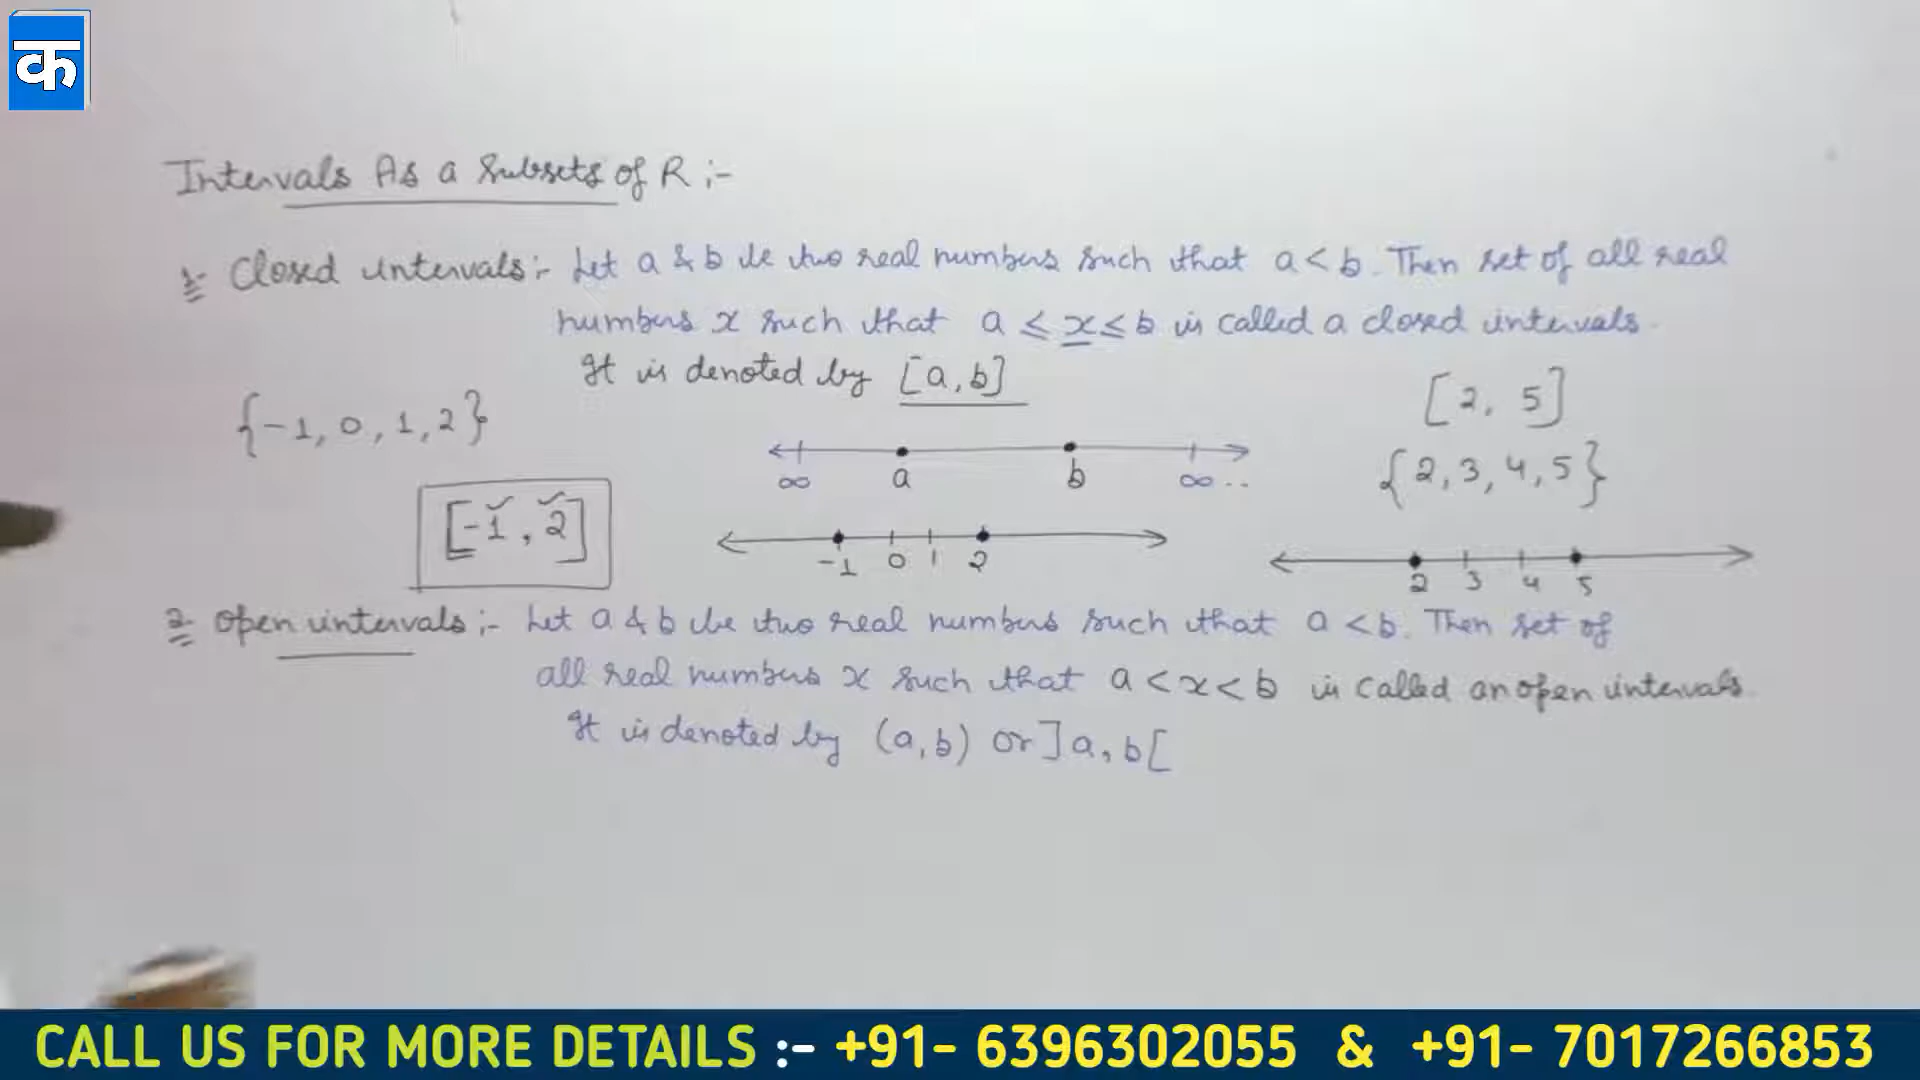 क
Intervals As a Subsets of R :-
1- Closed intervals:- Let a & b be two real numbers such that a < b. Then set of all real
numbers x such that a ≤ x ≤ b is called a closed intervals.
It is denoted by [a, b]
{-1, 0, 1, 2}
[2, 5]
{2, 3, 4, 5}
∞ a b ∞ ..
[-1, 2]
-1 0 1 2
2 3 4 5
2- open intervals :- Let a & b be two real numbers such that a < b. Then set of
all real numbers x such that a < x < b is called an open intervals.
It is denoted by (a, b) or ]a, b[
CALL US FOR MORE DETAILS :- +91- 6396302055 & +91- 7017266853